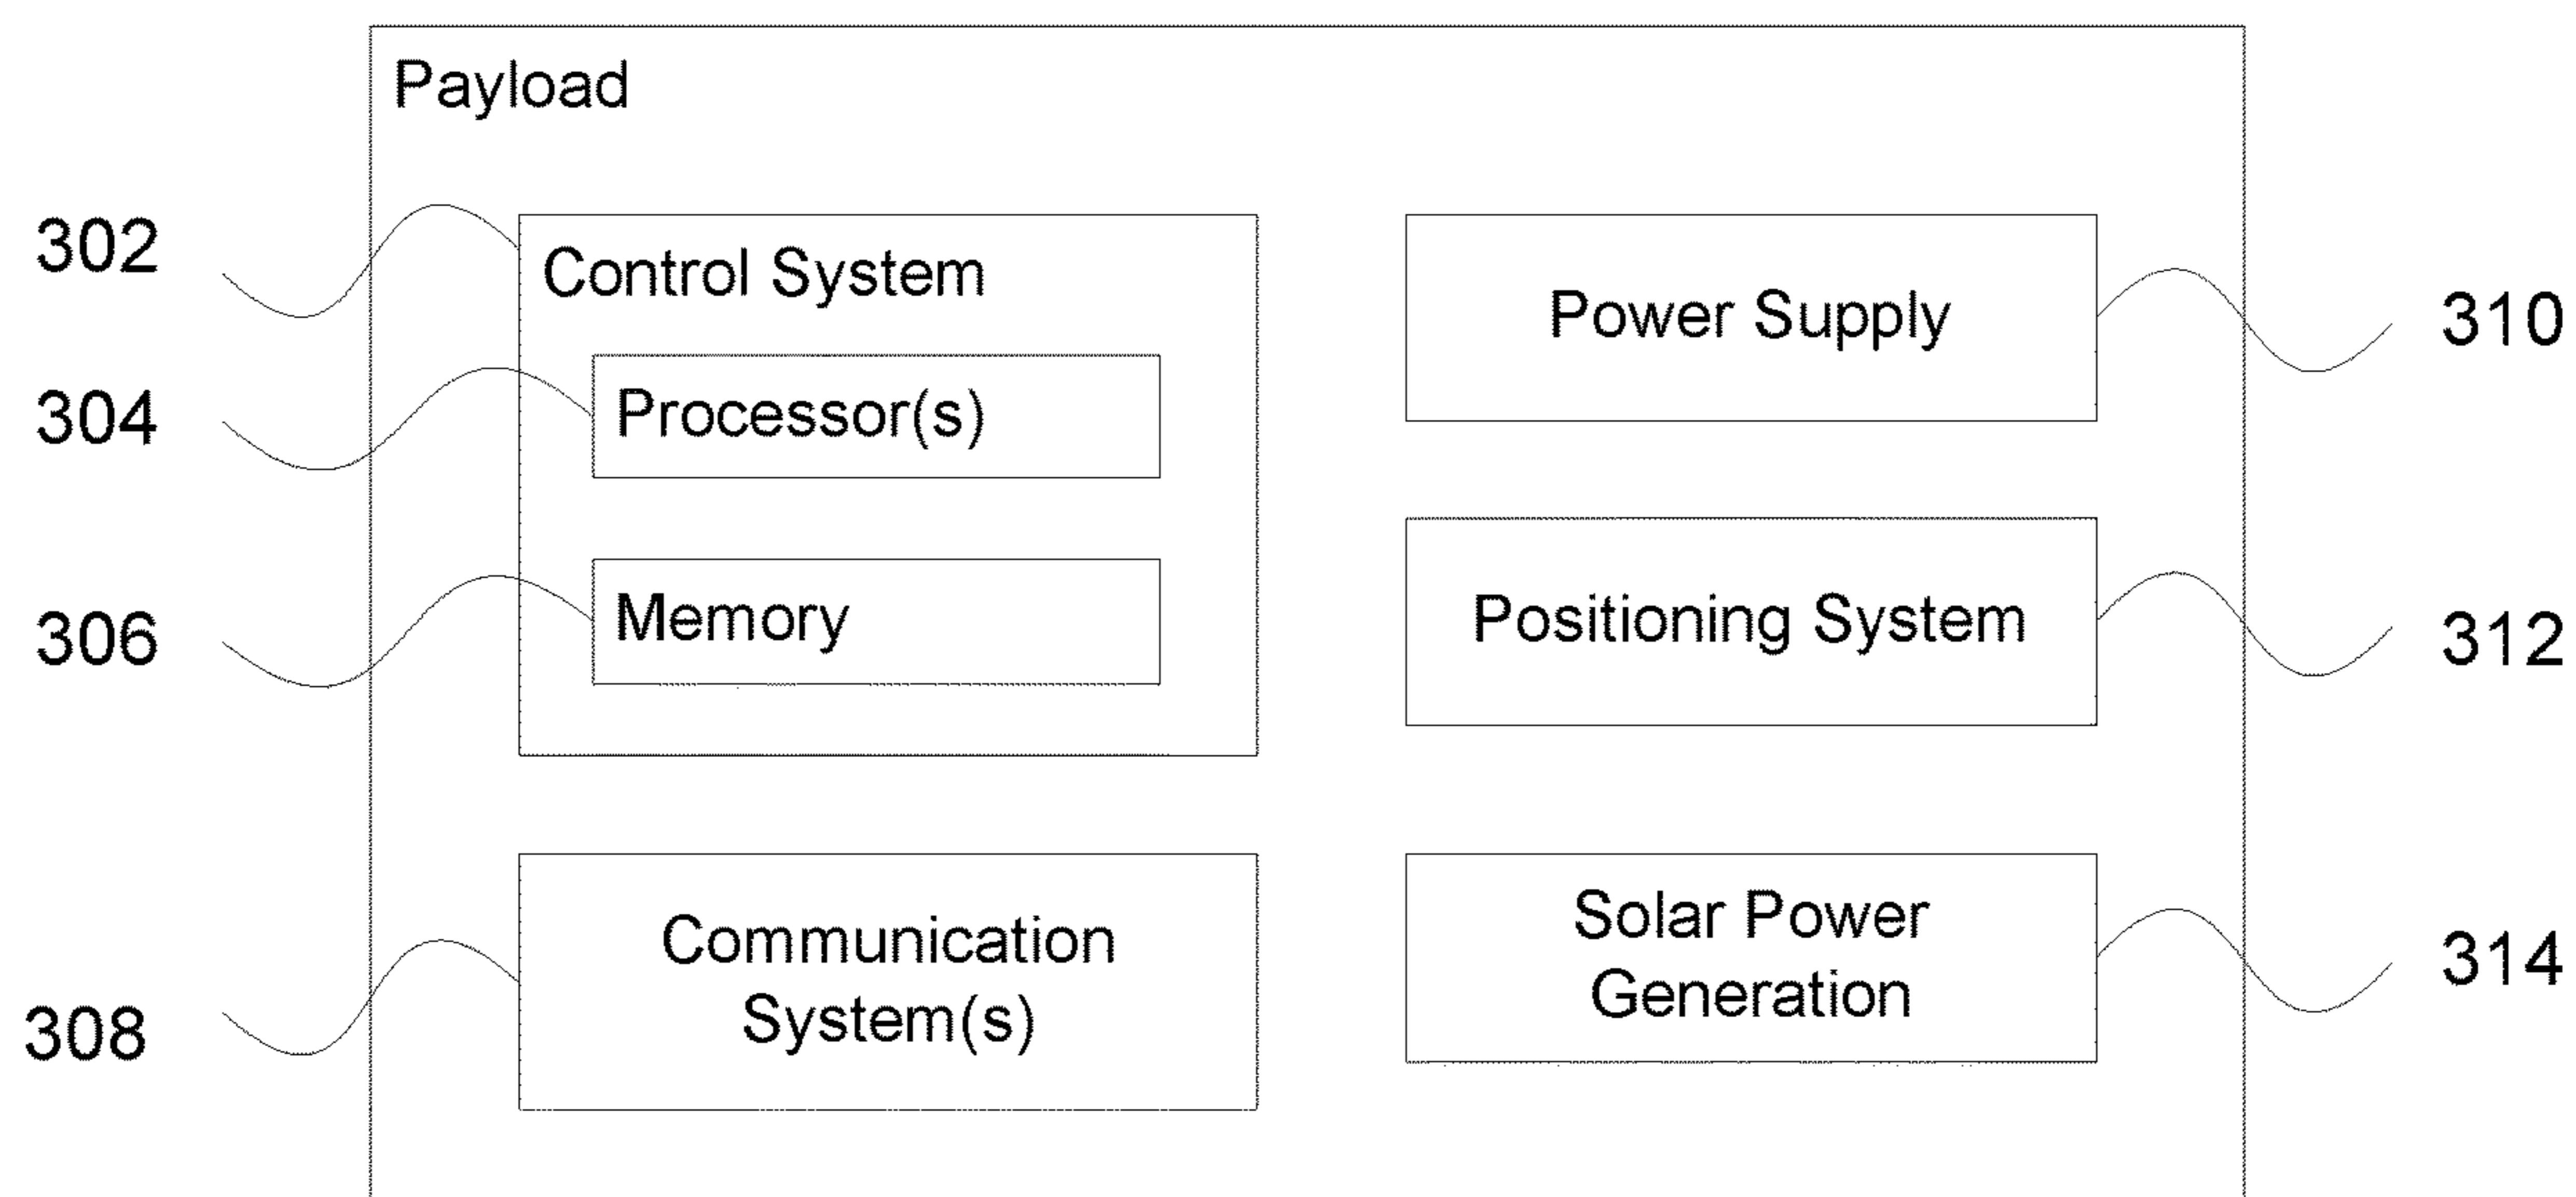 Payload
302
Control System
304
Processor(s)
306
Memory
308
Communication
System(s)
Power Supply
310
Positioning System
312
Solar Power
Generation
314